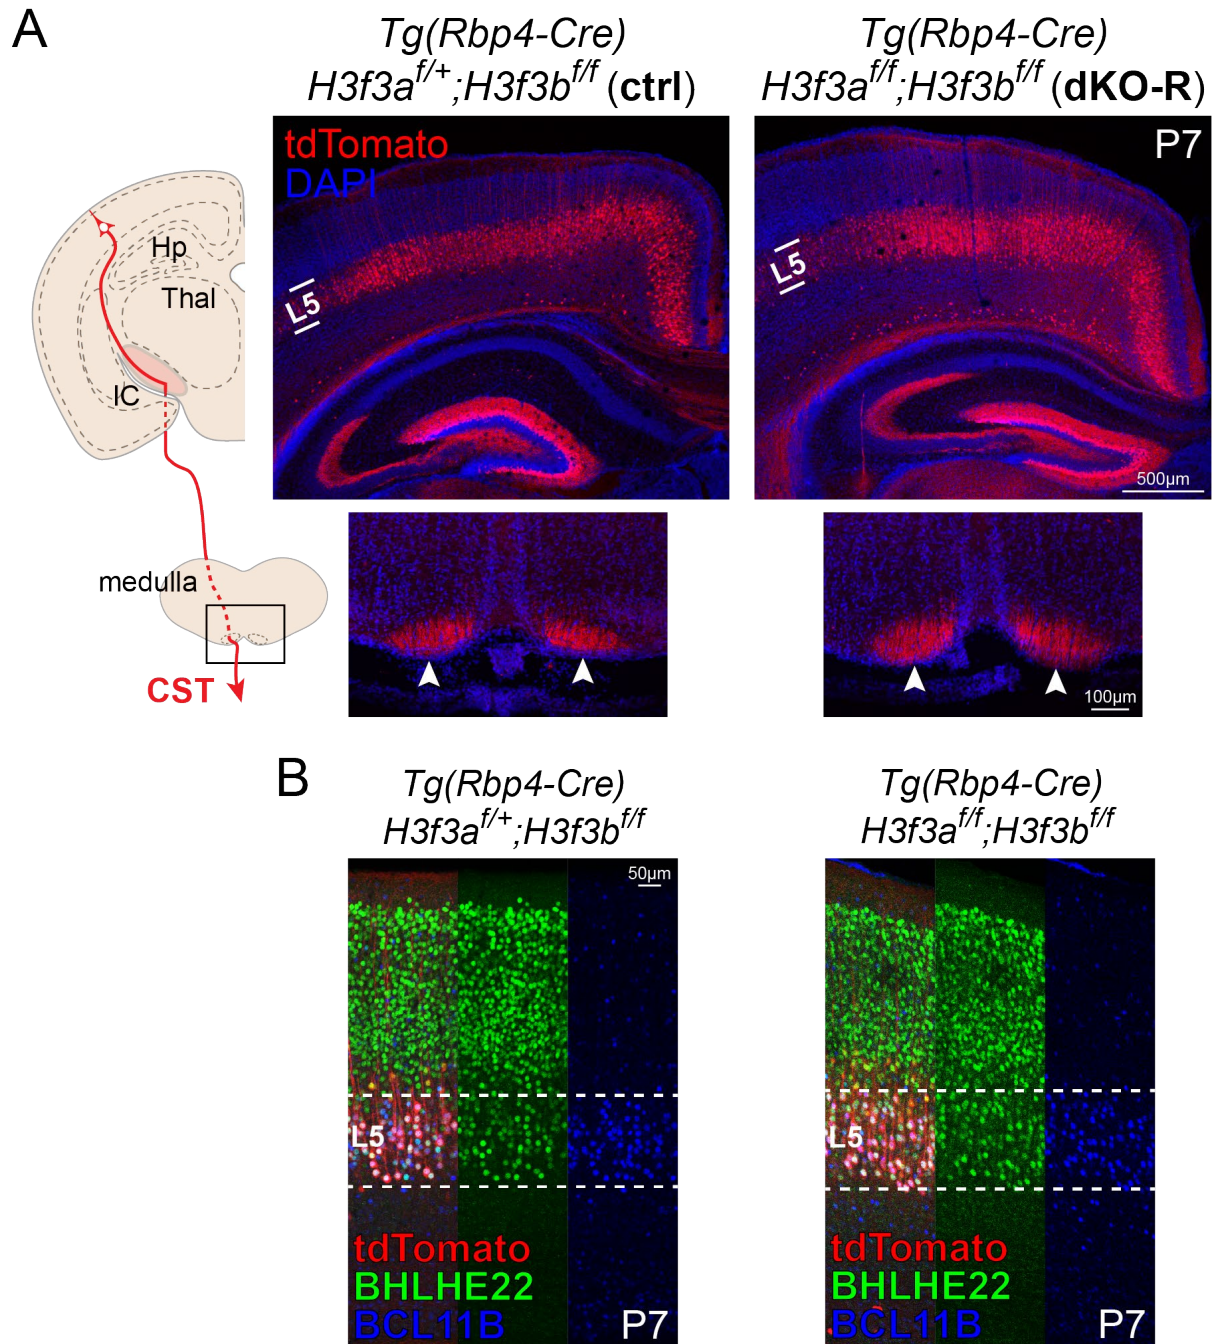 A
Tg(Rbp4-Cre)
H3f3a^f/+;H3f3b^f/f (ctrl)
Tg(Rbp4-Cre)
H3f3a^f/f;H3f3b^f/f (dKO-R)
tdTomato
DAPI
P7
L5
L5
500µm
Hp
Thal
IC
medulla
CST
100µm
B
Tg(Rbp4-Cre)
H3f3a^f/+;H3f3b^f/f
Tg(Rbp4-Cre)
H3f3a^f/f;H3f3b^f/f
50µm
L5
tdTomato
BHLHE22
BCL11B
P7
L5
tdTomato
BHLHE22
BCL11B
P7